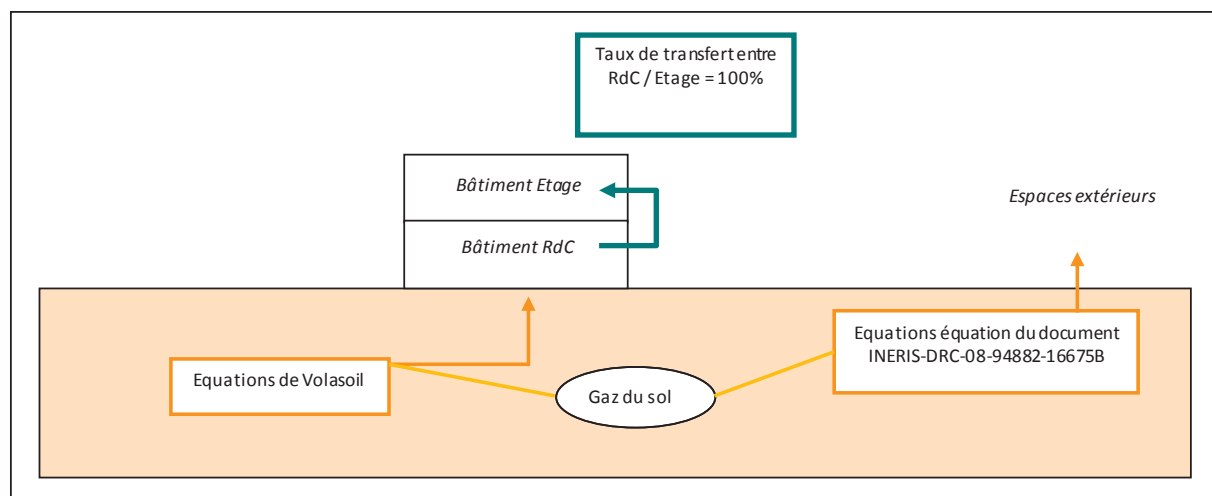 Taux de transfert entre
RdC / Etage = 100%
Bâtiment Etage
Espaces extérieurs
Bâtiment RdC
Equations équation du document
INERIS-DRC-08-94882-16675B
Equations de Volasoil
Gaz du sol